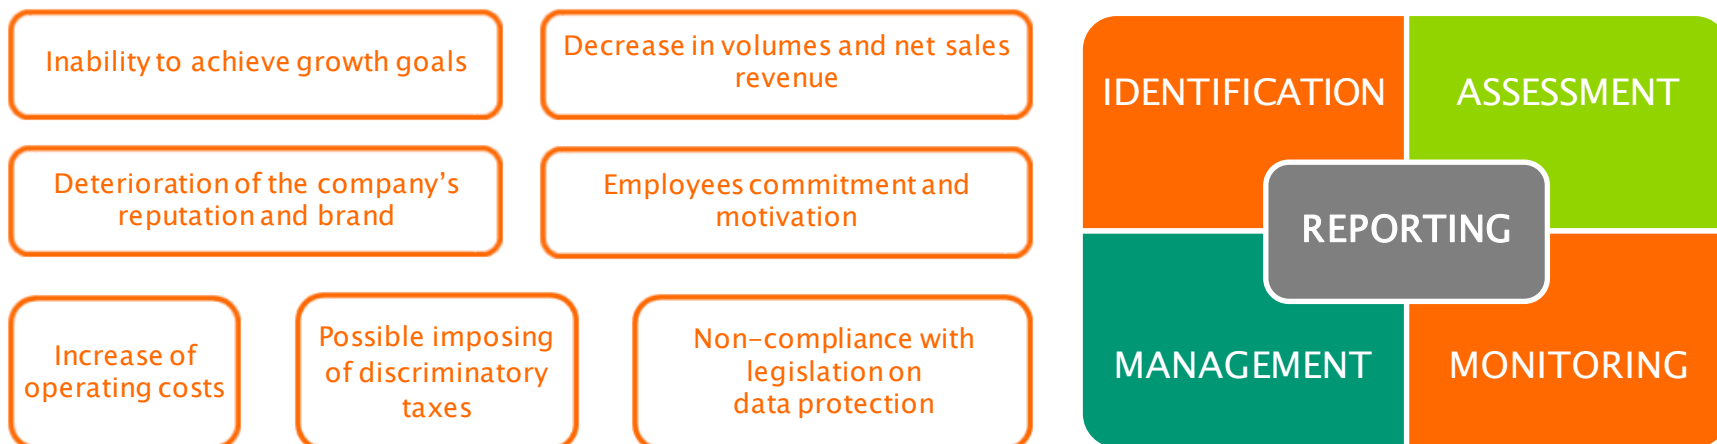 Inability to achieve growth goals
Decrease in volumes and net sales
revenue
Deterioration of the company’s
reputation and brand
Employees commitment and
motivation
Increase of
operating costs
Possible imposing
of discriminatory
taxes
Non-compliance with
legislation on
data protection
IDENTIFICATION
ASSESSMENT
REPORTING
MANAGEMENT
MONITORING